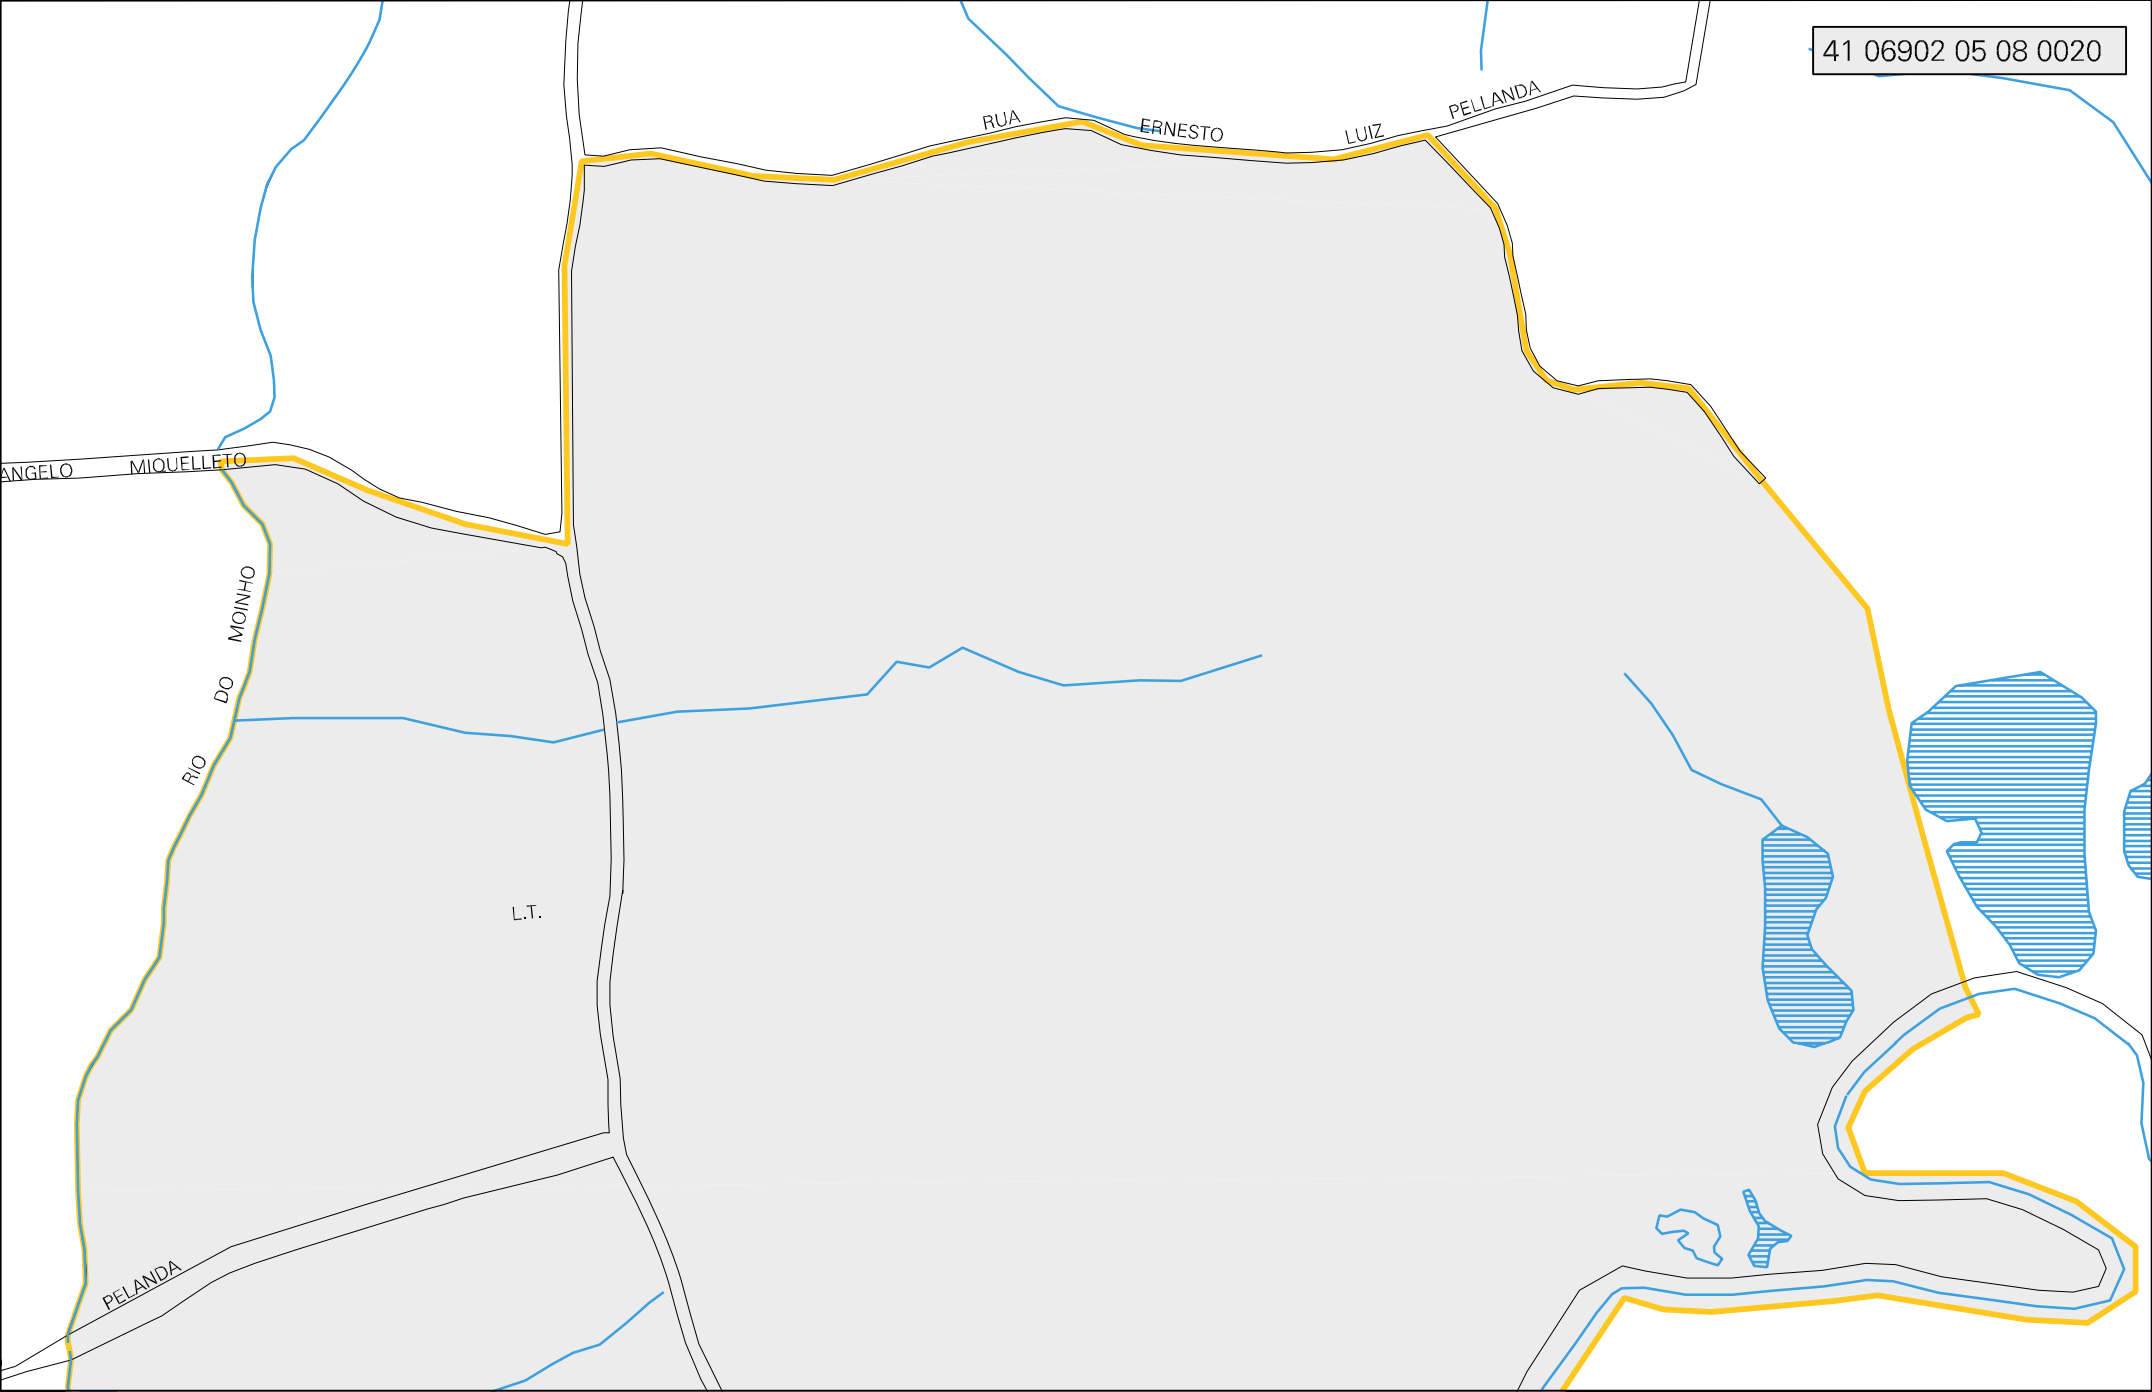 41 06902 05 08 0020
RUA ERNESTO LUIZ PELLANDA
ANGELO MIQUELLETO
RIO DO MOINHO
L.T.
PELANDA